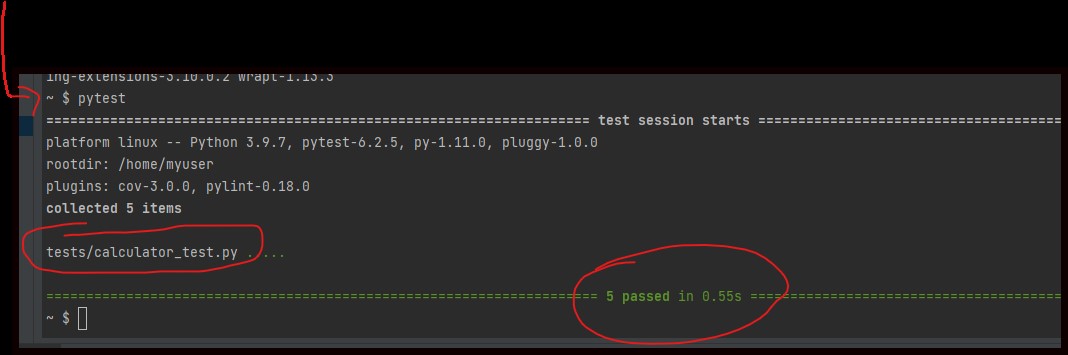 ing-extensions-3.10.0.2 wrapt-1.13.3
~ $ pytest
=================================================================== test session starts ======================================
platform linux -- Python 3.9.7, pytest-6.2.5, py-1.11.0, pluggy-1.0.0
rootdir: /home/myuser
plugins: cov-3.0.0, pylint-0.18.0
collected 5 items
tests/calculator_test.py .....
==================================================================== 5 passed in 0.55s =======================================
~ $